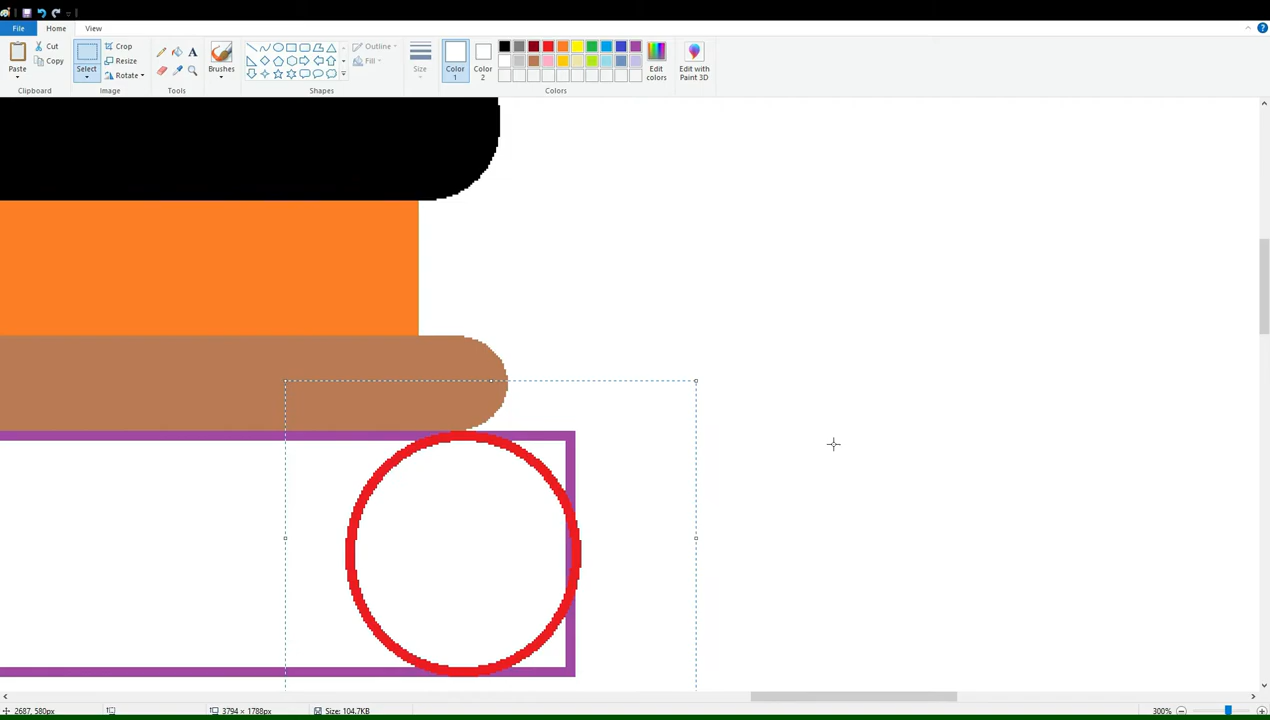 File Home View
Paste Cut Copy
Select Crop Resize Rotate
A
Brushes
Outline Fill
Size
Color 1
Color 2
Edit colors
Edit with Paint 3D
Clipboard Image Tools Shapes Colors
2687, 580px 3794 × 1788px Size: 104.7KB 300%